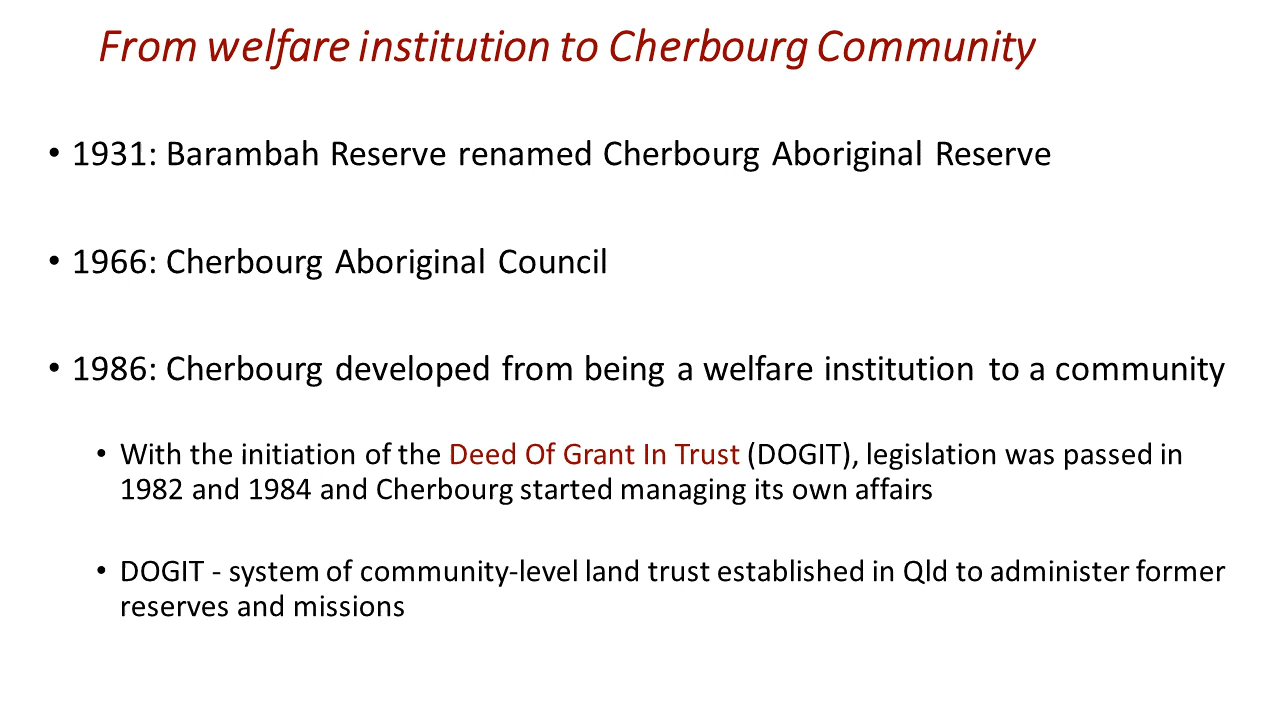 From welfare institution to Cherbourg Community
• 1931: Barambah Reserve renamed Cherbourg Aboriginal Reserve
• 1966: Cherbourg Aboriginal Council
• 1986: Cherbourg developed from being a welfare institution to a community
• With the initiation of the Deed Of Grant In Trust (DOGIT), legislation was passed in
1982 and 1984 and Cherbourg started managing its own affairs
• DOGIT - system of community-level land trust established in Qld to administer former
reserves and missions